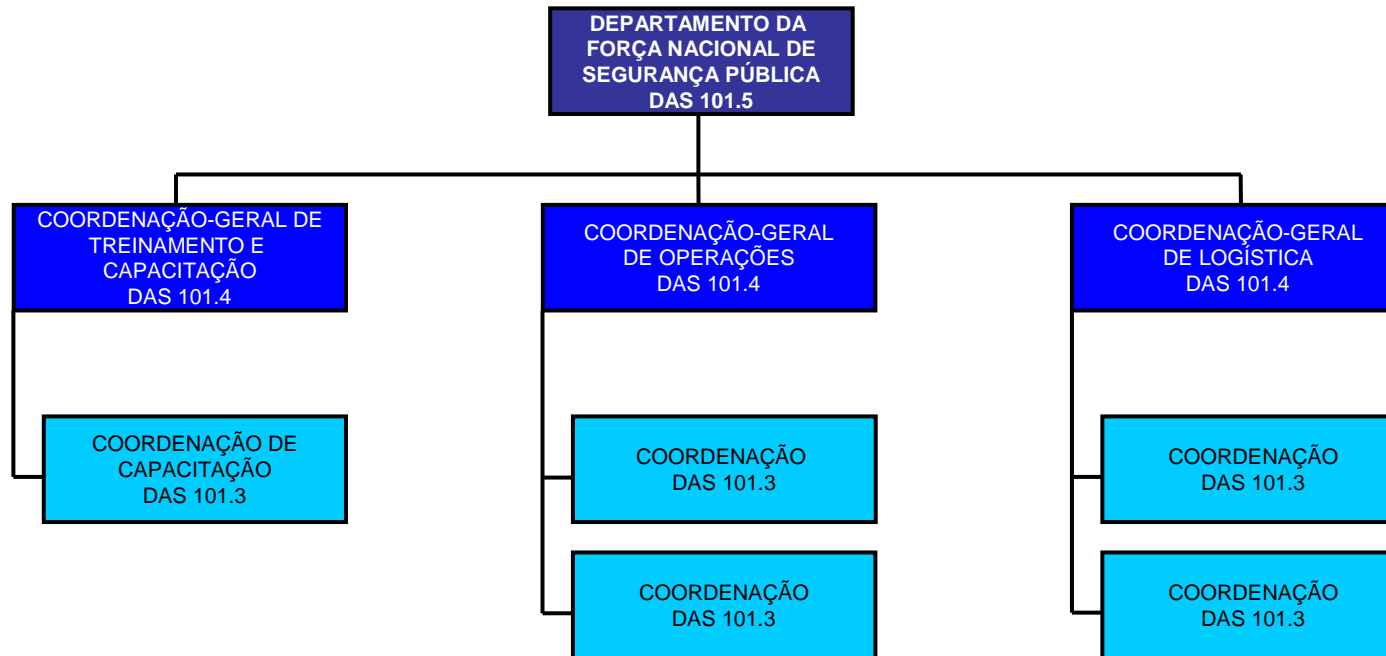 DEPARTAMENTO DA
FORÇA NACIONAL DE
SEGURANÇA PÚBLICA
DAS 101.5
COORDENAÇÃO-GERAL DE
TREINAMENTO E
CAPACITAÇÃO
DAS 101.4
COORDENAÇÃO-GERAL
DE OPERAÇÕES
DAS 101.4
COORDENAÇÃO-GERAL
DE LOGÍSTICA
DAS 101.4
COORDENAÇÃO DE
CAPACITAÇÃO
DAS 101.3
COORDENAÇÃO
DAS 101.3
COORDENAÇÃO
DAS 101.3
COORDENAÇÃO
DAS 101.3
COORDENAÇÃO
DAS 101.3